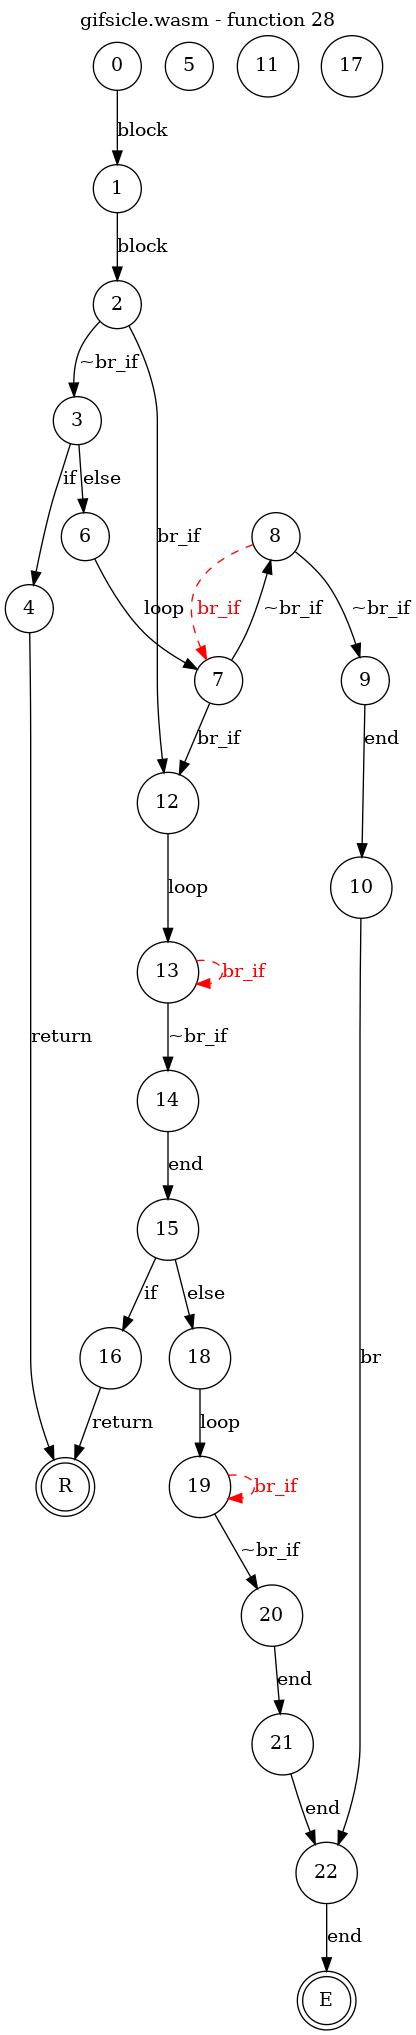 gifsicle.wasm - function 28
0 5 11 17
block
1
block
2
~br_if
3
if else br_if
6 8
loop br_if ~br_if ~br_if
4
7 9
br_if end
12
10
loop
13 br_if
return ~br_if
14
end
15
if else
16 18 br
return loop
R 19 br_if
~br_if
20
end
21
end
22
end
E